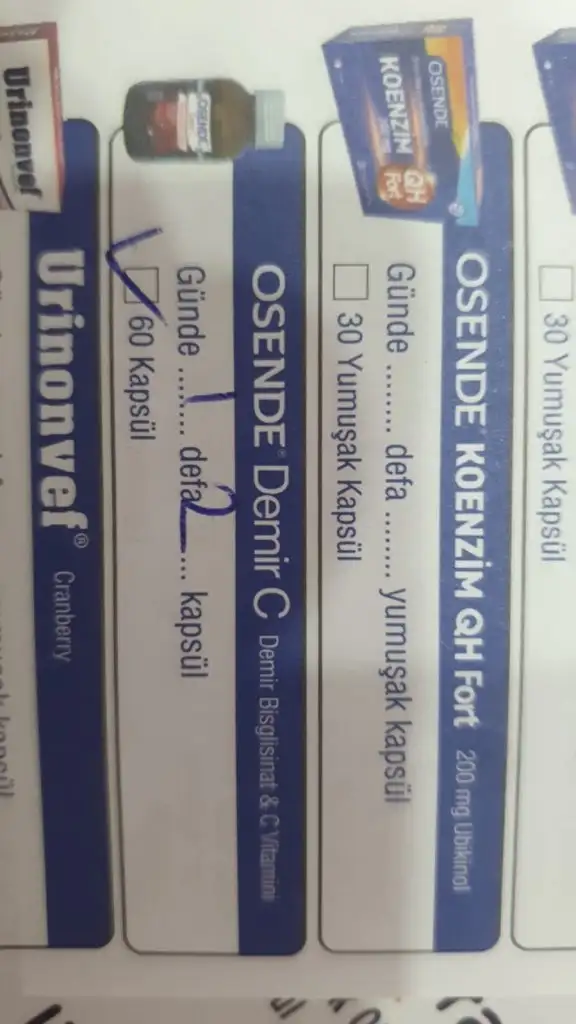 30 Yumuşak Kapsül
OSENDE
KOENZİM
QH
Fort
OSENDE® KOENZİM QH Fort 200 mg Ubikinol
Günde ........ defa ........ yumuşak kapsül
30 Yumuşak Kapsül
OSENDE
OSENDE® Demir C Demir Bisglisinat & C Vitamini
Günde ...1... defa 2... kapsül
60 Kapsül
Urinonvef
Urinonvef® Cranberry